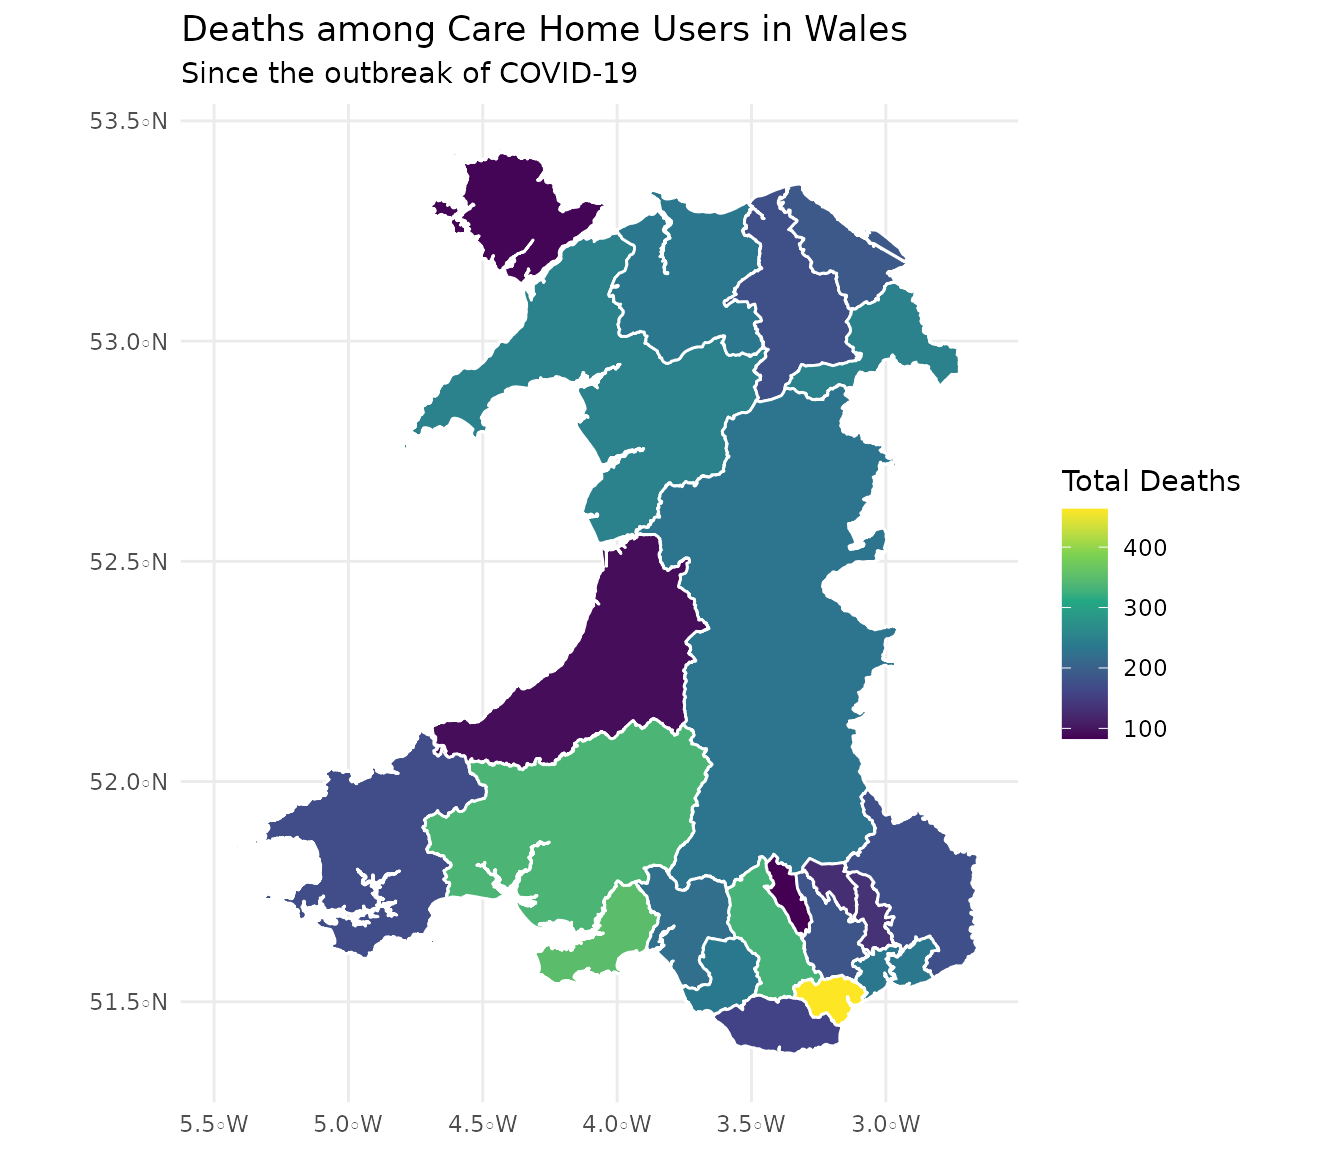 Deaths among Care Home Users in Wales
Since the outbreak of COVID-19
53.5◦N
53.0◦N
52.5◦N
52.0◦N
51.5◦N
5.5◦W
5.0◦W
4.5◦W
4.0◦W
3.5◦W
3.0◦W
Total Deaths
400
300
200
100